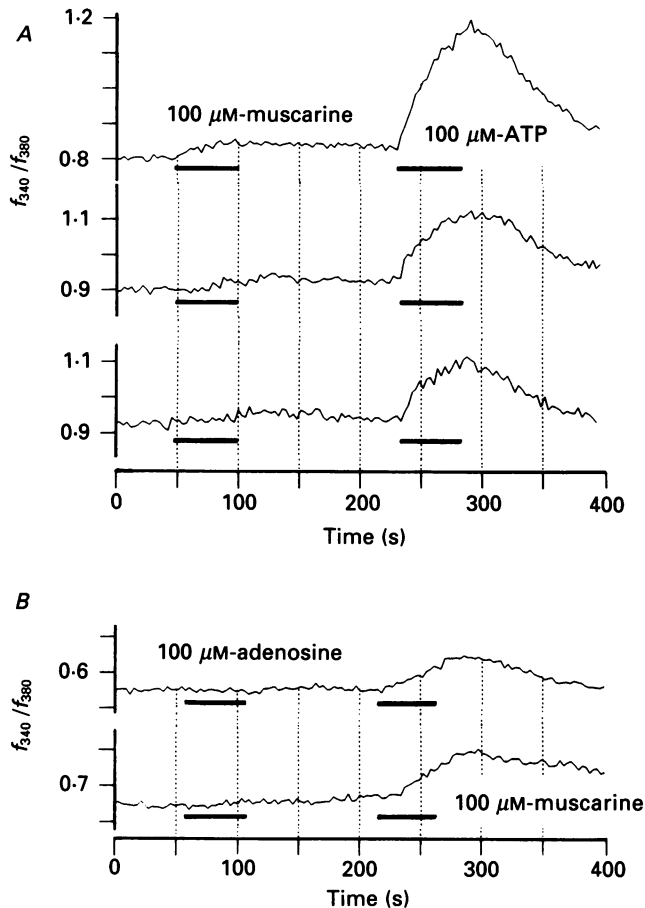 A
1·2
100 μM-muscarine
100 μM-ATP
0·8
f340/f380
1·1
0·9
1·1
0·9
0 100 200 300 400
Time (s)
B
100 μM-adenosine
0·6
f340/f380
0·7
100 μM-muscarine
0 100 200 300 400
Time (s)